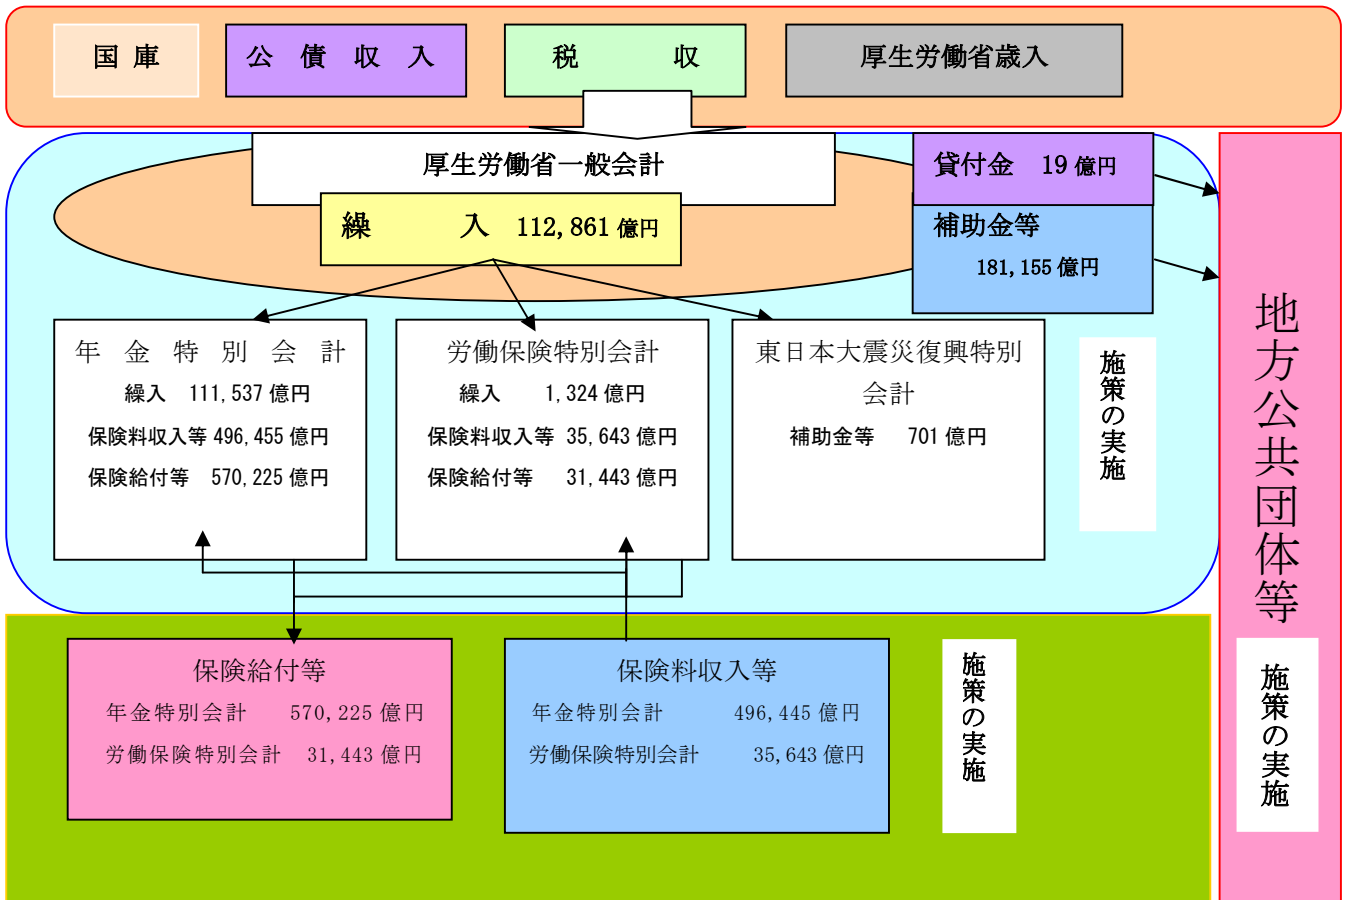 国 庫
公 債 収 入
税 収
厚生労働省歳入
厚生労働省一般会計
繰 入 112,861 億円
貸付金 19 億円
補助金等
181,155 億円
年 金 特 別 会 計
繰入 111,537 億円
保険料収入等 496,455 億円
保険給付等 570,225 億円
労働保険特別会計
繰入 1,324 億円
保険料収入等 35,643 億円
保険給付等 31,443 億円
東日本大震災復興特別
会計
補助金等 701 億円
施策の実施
地方公共団体等
施策の実施
保険給付等
年金特別会計 570,225 億円
労働保険特別会計 31,443 億円
保険料収入等
年金特別会計 496,445 億円
労働保険特別会計 35,643 億円
施策の実施